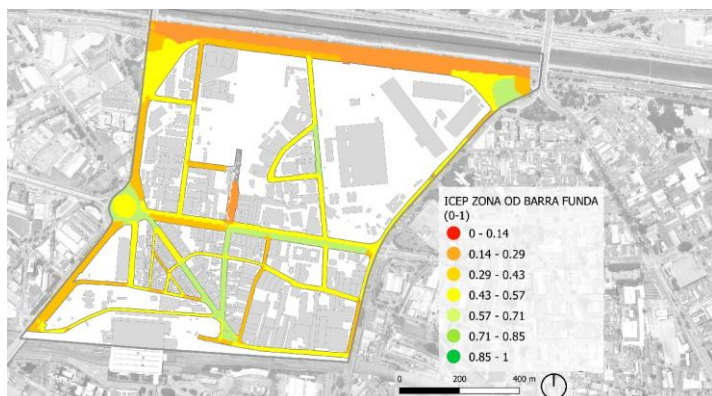 ICEP ZONA OD BARRA FUNDA
(0-1)
0 - 0.14
0.14 - 0.29
0.29 - 0.43
0.43 - 0.57
0.57 - 0.71
0.71 - 0.85
0.85 - 1
0 200 400 m